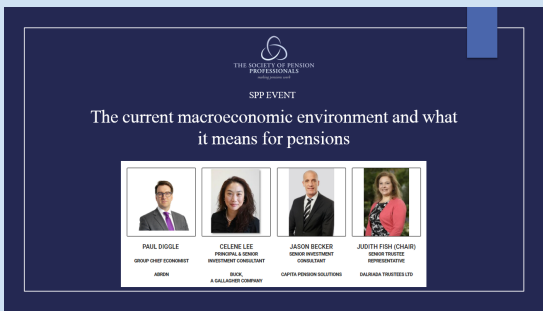 THE SOCIETY OF PENSION
PROFESSIONALS
making pensions work
SPP EVENT
The current macroeconomic environment and what
it means for pensions
PAUL DIGGLE
GROUP CHIEF ECONOMIST
ABRDN
CELENE LEE
PRINCIPAL & SENIOR
INVESTMENT CONSULTANT
BUCK,
A GALLAGHER COMPANY
JASON BECKER
SENIOR INVESTMENT
CONSULTANT
CAPITA PENSION SOLUTIONS
JUDITH FISH (CHAIR)
SENIOR TRUSTEE
REPRESENTATIVE
DALRIADA TRUSTEES LTD